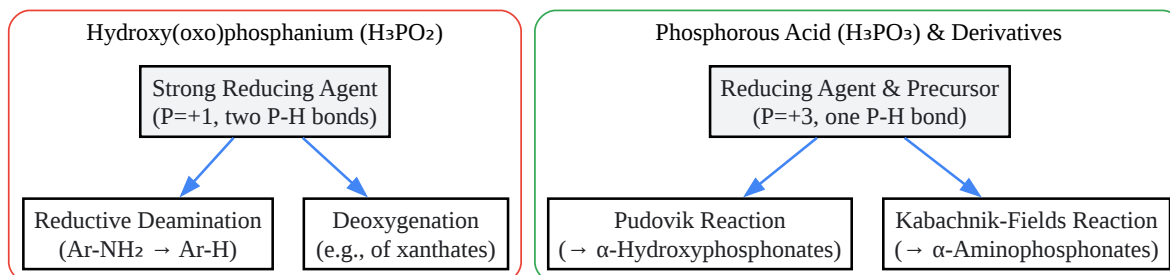 Hydroxy(oxo)phosphanium (H₃PO₂)
Strong Reducing Agent
(P=+1, two P-H bonds)
Reductive Deamination
(Ar-NH₂ → Ar-H)
Deoxygenation
(e.g., of xanthates)
Phosphorous Acid (H₃PO₃) & Derivatives
Reducing Agent & Precursor
(P=+3, one P-H bond)
Pudovik Reaction
(→ α-Hydroxyphosphonates)
Kabachnik-Fields Reaction
(→ α-Aminophosphonates)